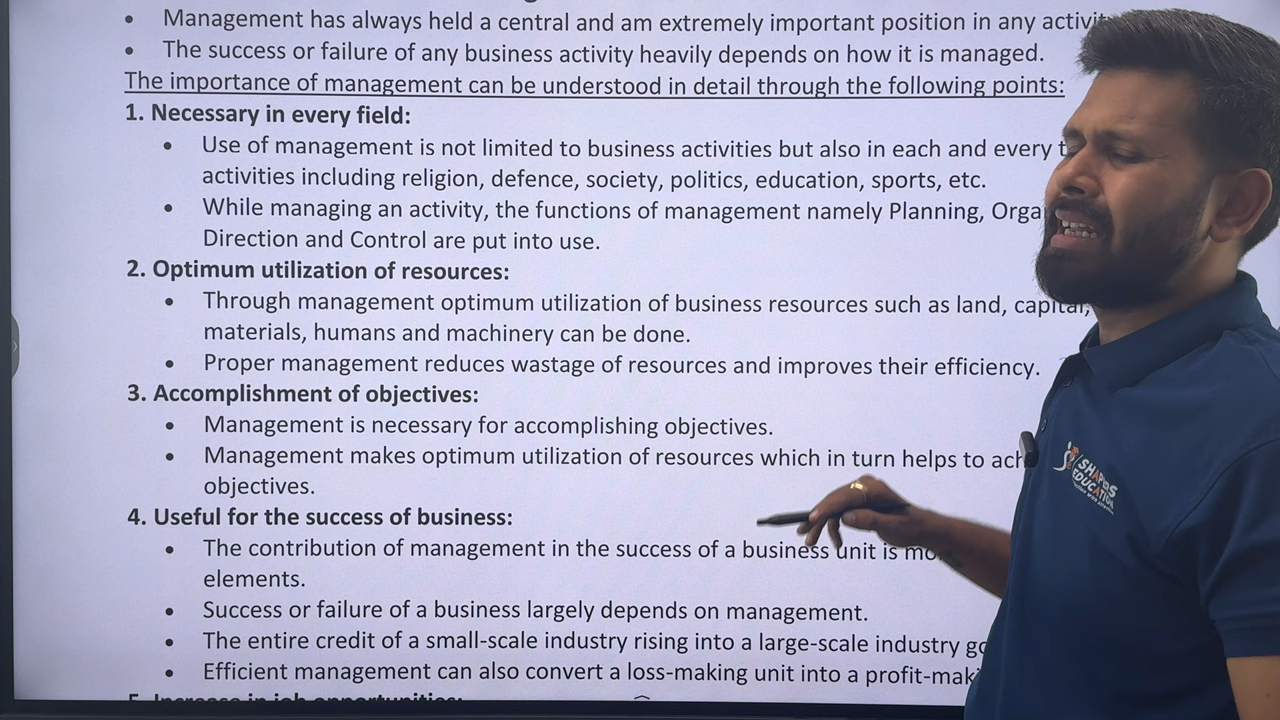 • Management has always held a central and am extremely important position in any
• The success or failure of any business activity heavily depends on how it is managed.
The importance of management can be understood in detail through the following points:
1. Necessary in every field:
• Use of management is not limited to business activities but also in each and every
activities including religion, defence, society, politics, education, sports, etc.
• While managing an activity, the functions of management namely Planning,
Direction and Control are put into use.
2. Optimum utilization of resources:
• Through management optimum utilization of business resources such as land, capital,
materials, humans and machinery can be done.
• Proper management reduces wastage of resources and improves their efficiency.
3. Accomplishment of objectives:
• Management is necessary for accomplishing objectives.
• Management makes optimum utilization of resources which in turn helps to
objectives.
4. Useful for the success of business:
• The contribution of management in the success of a business unit is
elements.
• Success or failure of a business largely depends on management.
• The entire credit of a small-scale industry rising into a large-scale industry
• Efficient management can also convert a loss-making unit into a
5. Increase in job opportunities:
EDUCATION